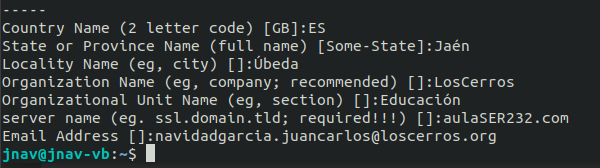 -----
Country Name (2 letter code) [GB]:ES
State or Province Name (full name) [Some-State]:Jaén
Locality Name (eg, city) []:Úbeda
Organization Name (eg, company; recommended) []:LosCerros
Organizational Unit Name (eg, section) []:Educación
server name (eg. ssl.domain.tld; required!!!) []:aulaSER232.com
Email Address []:navidadgarcia.juancarlos@loscerros.org
jnav@jnav-vb:~$